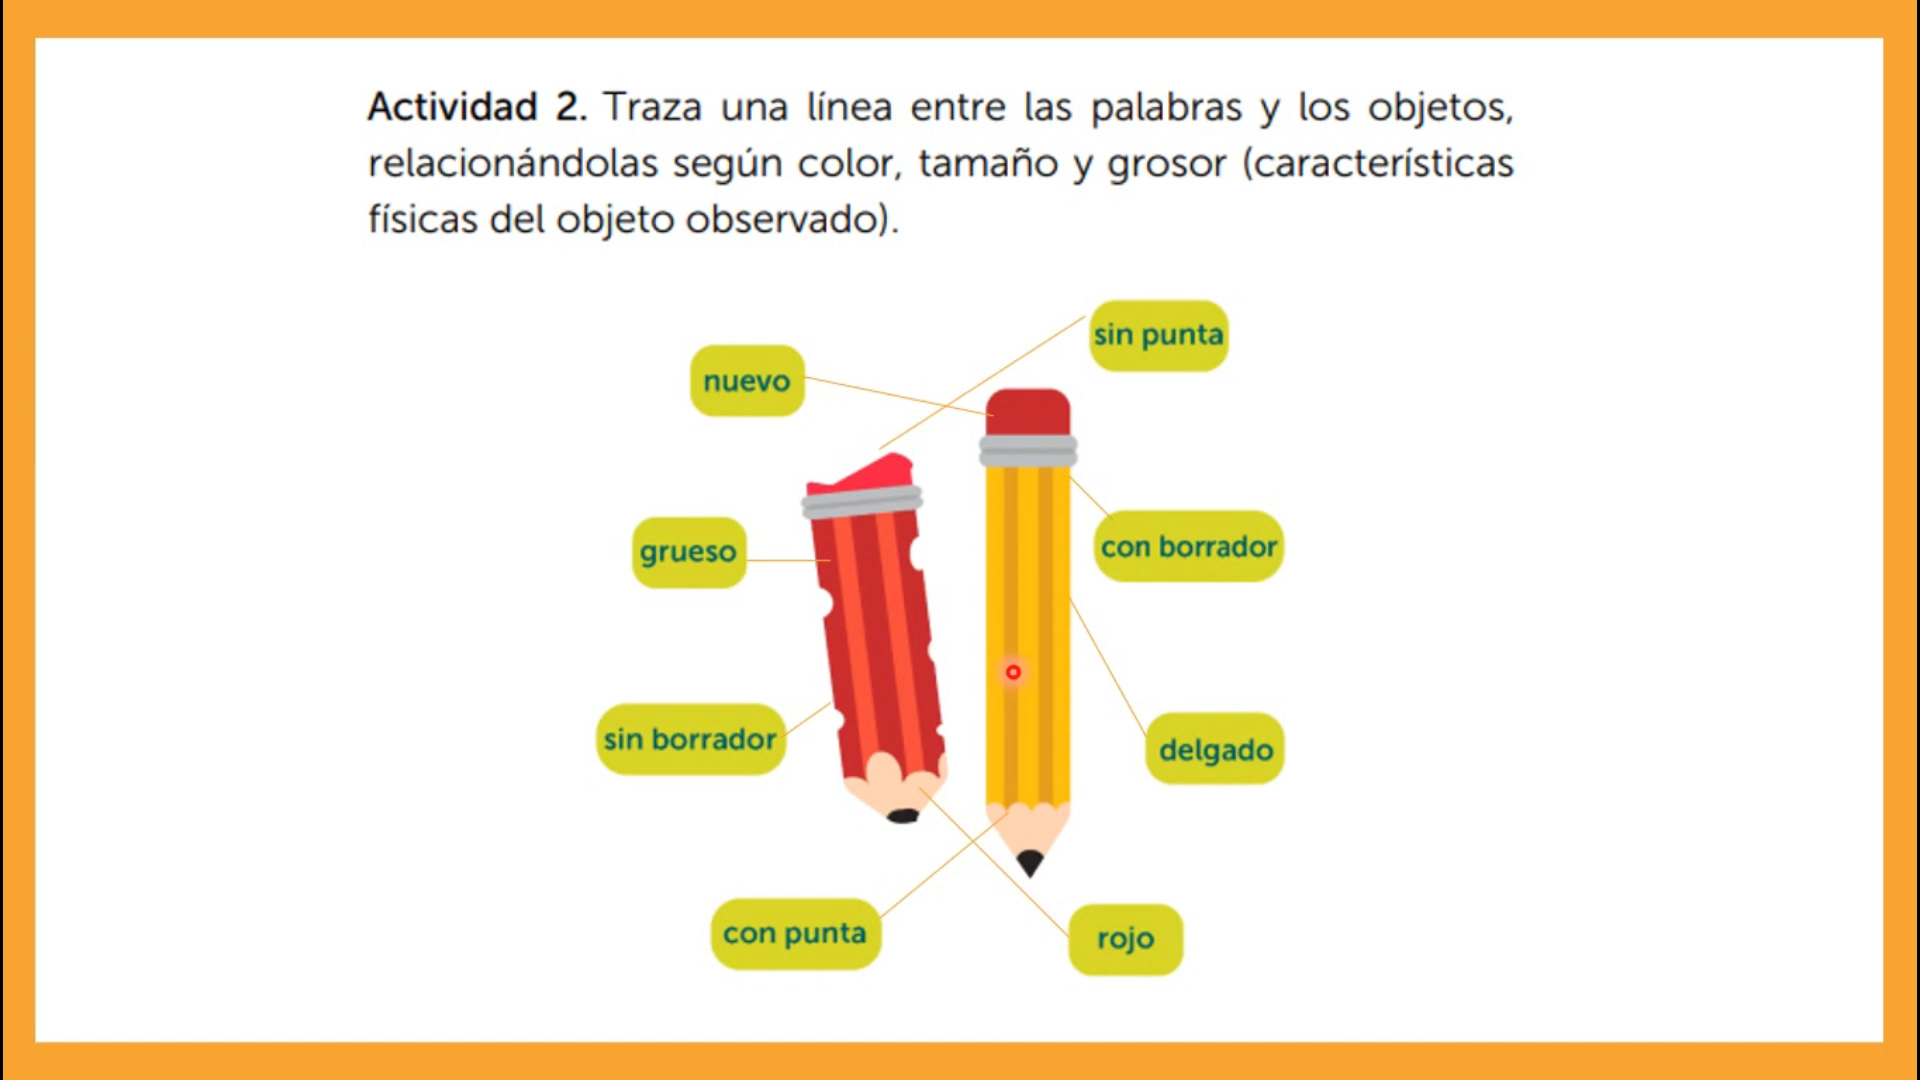 Actividad 2. Traza una línea entre las palabras y los objetos,
relacionándolas según color, tamaño y grosor (características
físicas del objeto observado).
sin punta
nuevo
con borrador
grueso
sin borrador
delgado
con punta
rojo